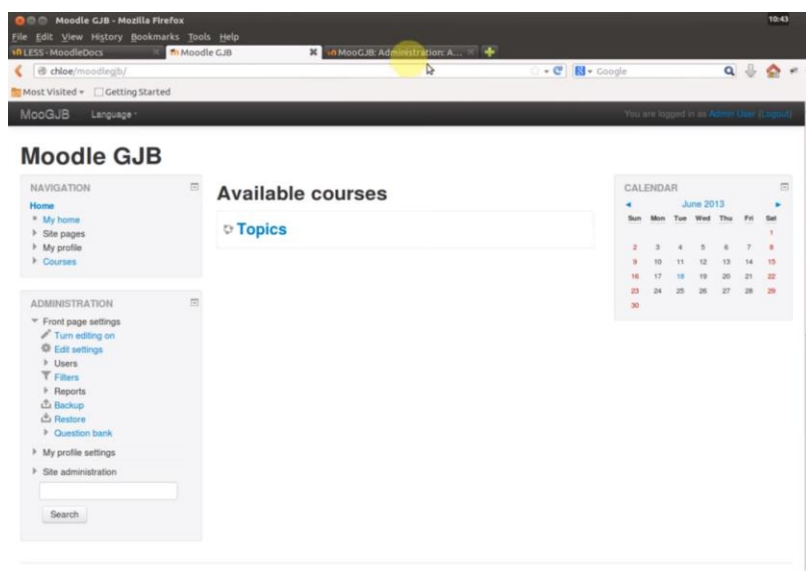 Moodle GJB - Mozilla Firefox 10:43
File Edit View History Bookmarks Tools Help
LESS - MoodleDocs Moodle GJB MooGJB: Administration: A...
chloe/moodlegjb/ Google
Most Visited Getting Started
MooGJB Language You are logged in as Admin User (Logout)
Moodle GJB
NAVIGATION
Home
My home
Site pages
My profile
Courses
ADMINISTRATION
Front page settings
Turn editing on
Edit settings
Users
Filters
Reports
Backup
Restore
Question bank
My profile settings
Site administration
Search
Available courses
Topics
CALENDAR
June 2013
Sun Mon Tue Wed Thu Fri Sat
1
2 3 4 5 6 7 8
9 10 11 12 13 14 15
16 17 18 19 20 21 22
23 24 25 26 27 28 29
30